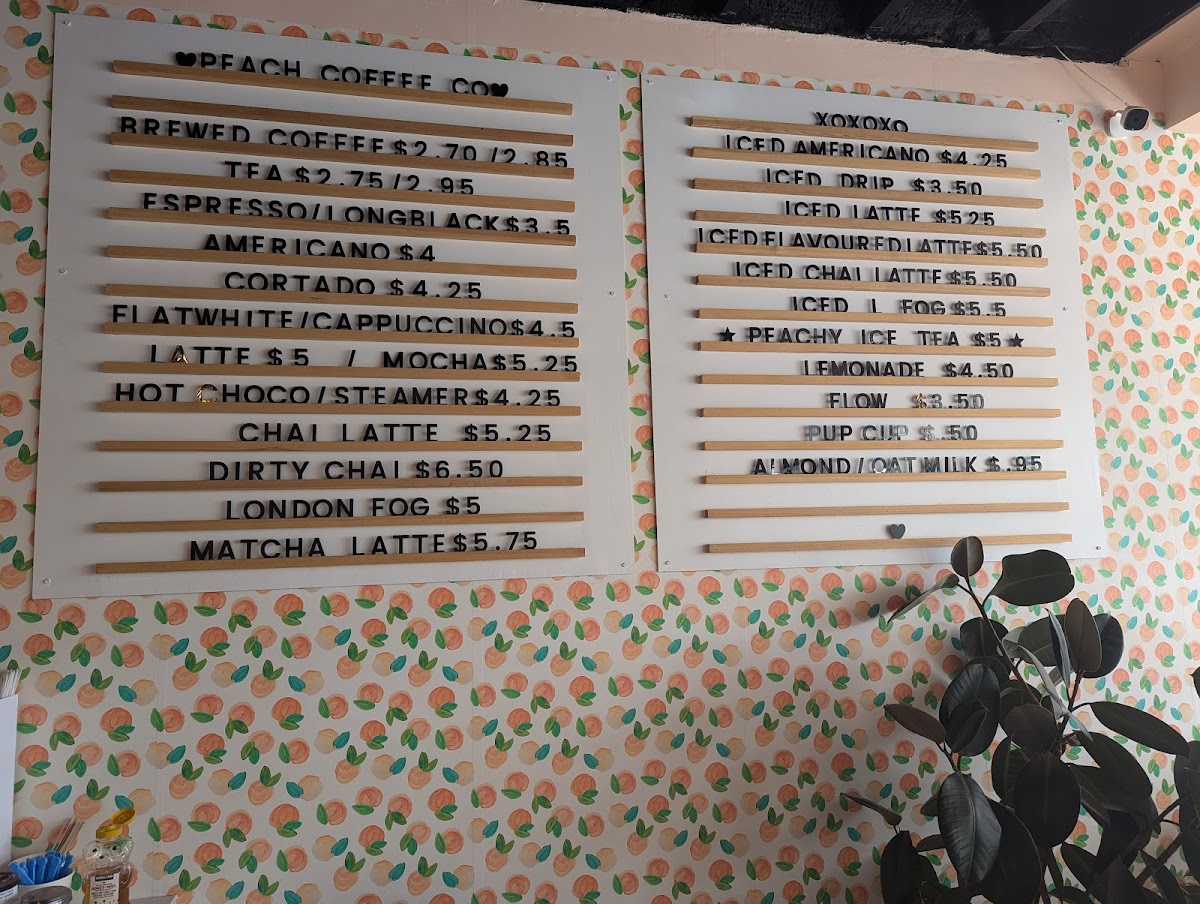 ♥PEACH COFFEE CO♥
BREWED COFFEE $2.70 /2.85
TEA $2.75/2.95
ESPRESSO/LONGBLACK $3.5
AMERICANO $4
CORTADO $4.25
FLATWHITE/CAPPUCCINO $4.5
LATTE $5 / MOCHA $5.25
HOT CHOCO/STEAMER $4.25
CHAI LATTE $5.25
DIRTY CHAI $6.50
LONDON FOG $5
MATCHA LATTE $5.75
XOXOXO
ICED AMERICANO $4.25
ICED DRIP $3.50
ICED LATTE $525
ICED FLAVOURED LATTE $5.50
ICED CHAI LATTE $5.50
ICED L FOG $5.5
★ PEACHY ICE TEA $5 ★
LEMONADE $4.50
FLOW $3.50
PUP CUP $.50
ALMOND/OAT MILK $.95
♥